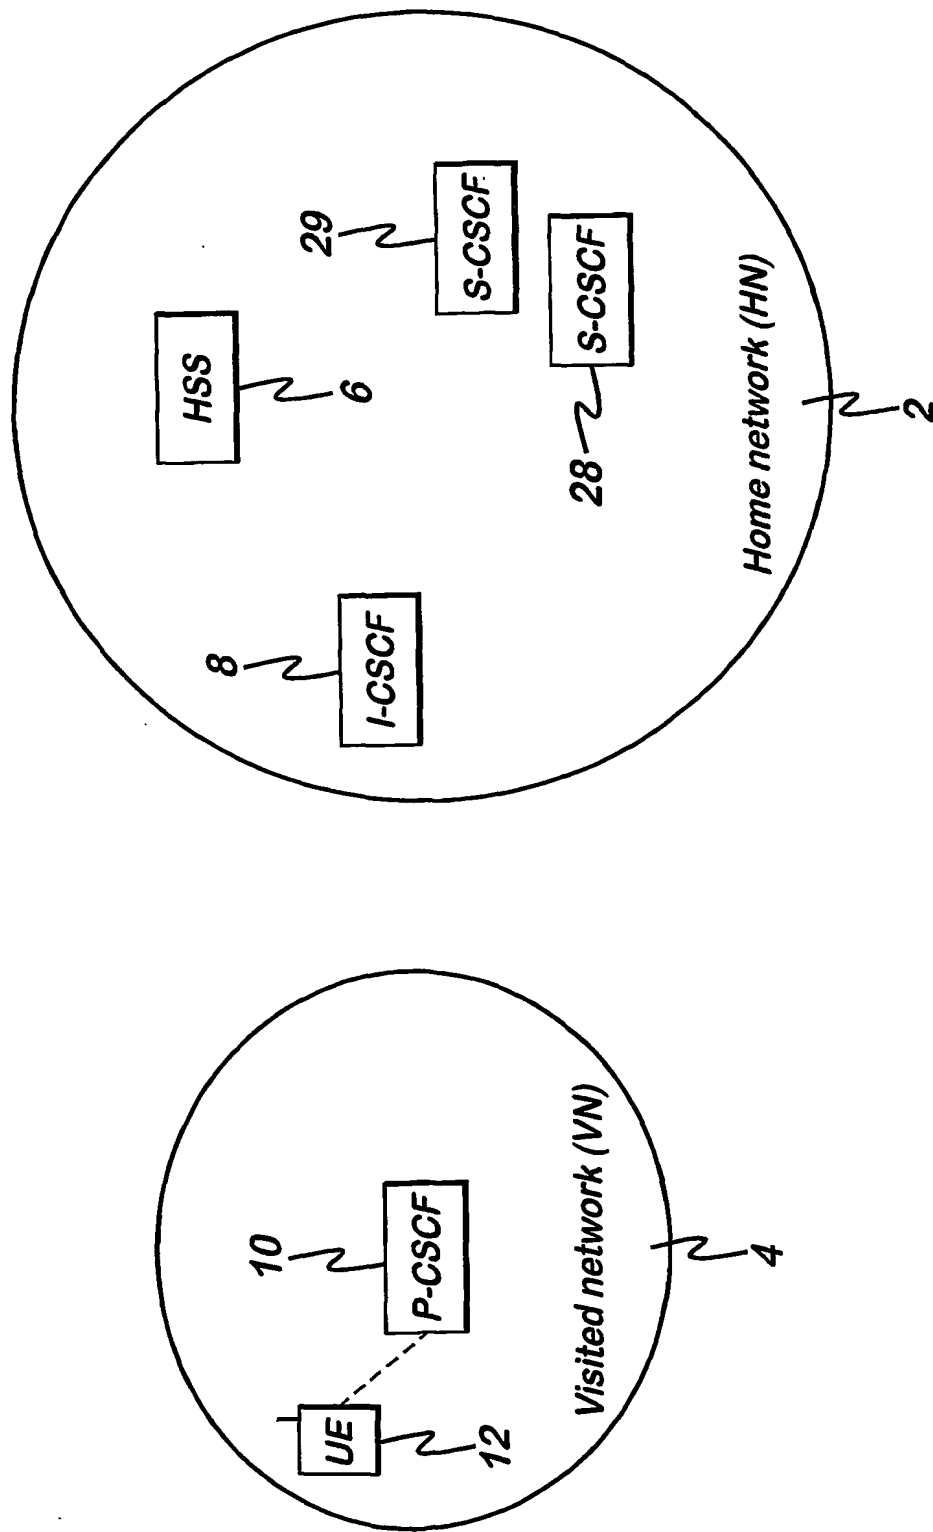 UE
12
10
P-CSCF
Visited network (VN)
4
8
I-CSCF
HSS
6
29
S-CSCF
28
S-CSCF
Home network (HN)
2